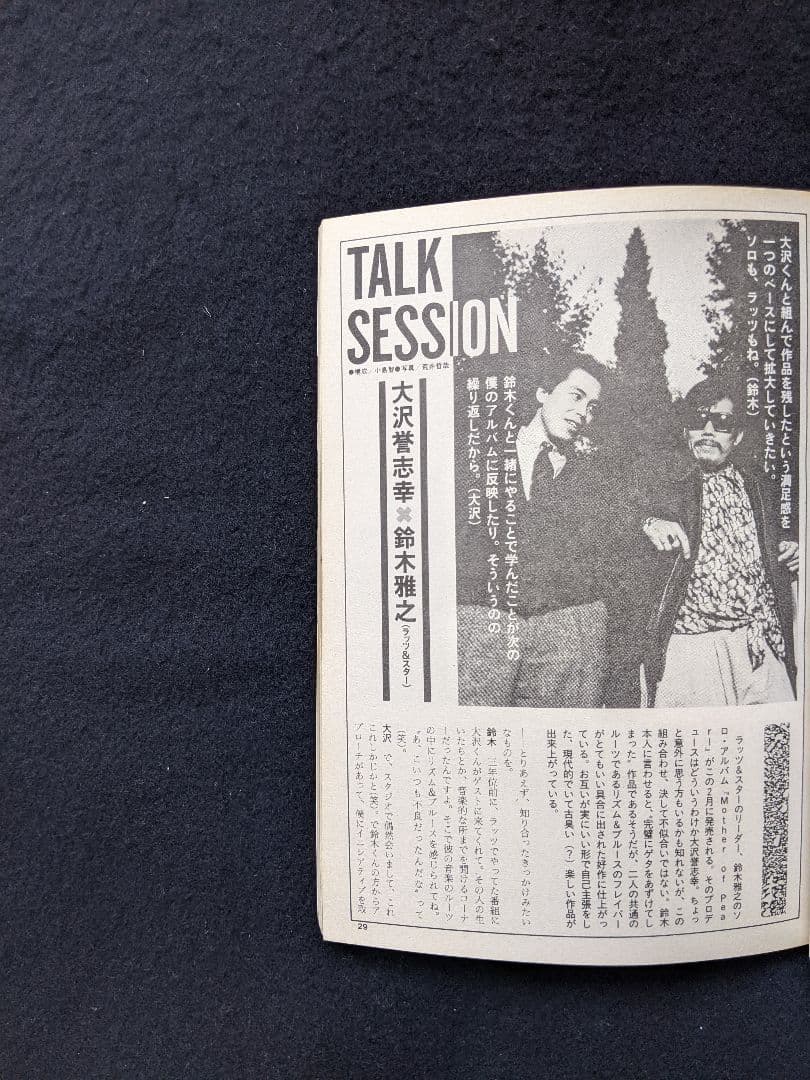 TALK
SESSION
●構成／小島智●写真／荒井哲哉
大沢誉志幸×鈴木雅之(ラッツ&スター)
大沢くんと組んで作品を残したという満足感を
一つのベースにして拡大していきたい。
ソロも、ラッツもね。(鈴木)
鈴木くんと一緒にやることで学んだことが次の
僕のアルバムに反映したり。そういうのの
繰り返しだから。(大沢)
ラッツ&スターのリーダー、鈴木雅之のソ
ロ・アルバム『Mother of Pea
rl』がこの2月に発売される。そのプロデ
ュースはどういうわけか大沢誉志幸。ちょっ
と意外に思う方もいるかも知れないが、この
組み合わせ、決して不似合いではない。鈴木
本人に言わせると、“完璧にゲタをあずけてし
まった”作品であるそうだが、二人の共通の
ルーツであるリズム&ブルースのフレイバー
がとてもいい具合に出された好作に仕上がっ
ている。お互いが実にいい形で自己主張をし
た、現代的でいて古臭い(？)楽しい作品が
出来上がっている。
──とりあえず、知り合ったきっかけみたい
なものを。
鈴木　三年位前に、ラッツでやってた番組に
大沢くんがゲストに来てくれて。その人の生
いたちとか、音楽的な所までを聞けるコーナ
ーだったんですよ。そこで彼の音楽のルーツ
の中にリズム&ブルースを感じられてね。
“あ、こいつも不良だったんだな”って
(笑)。
大沢　で、スタジオで偶然会いまして、これ
これしかじかと(笑)。で鈴木くんの方からア
プローチがあって、僕にイニシアティブを取
29